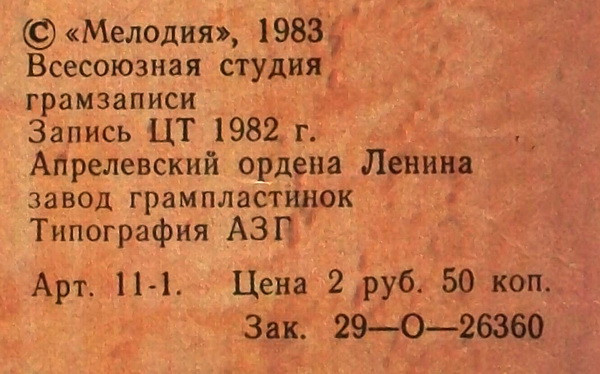 © «Мелодия», 1983
Всесоюзная студия
грамзаписи
Запись ЦТ 1982 г.
Апрелевский ордена Ленина
завод грампластинок
Типография АЗГ
Арт. 11-1. Цена 2 руб. 50 коп.
Зак. 29—О—26360